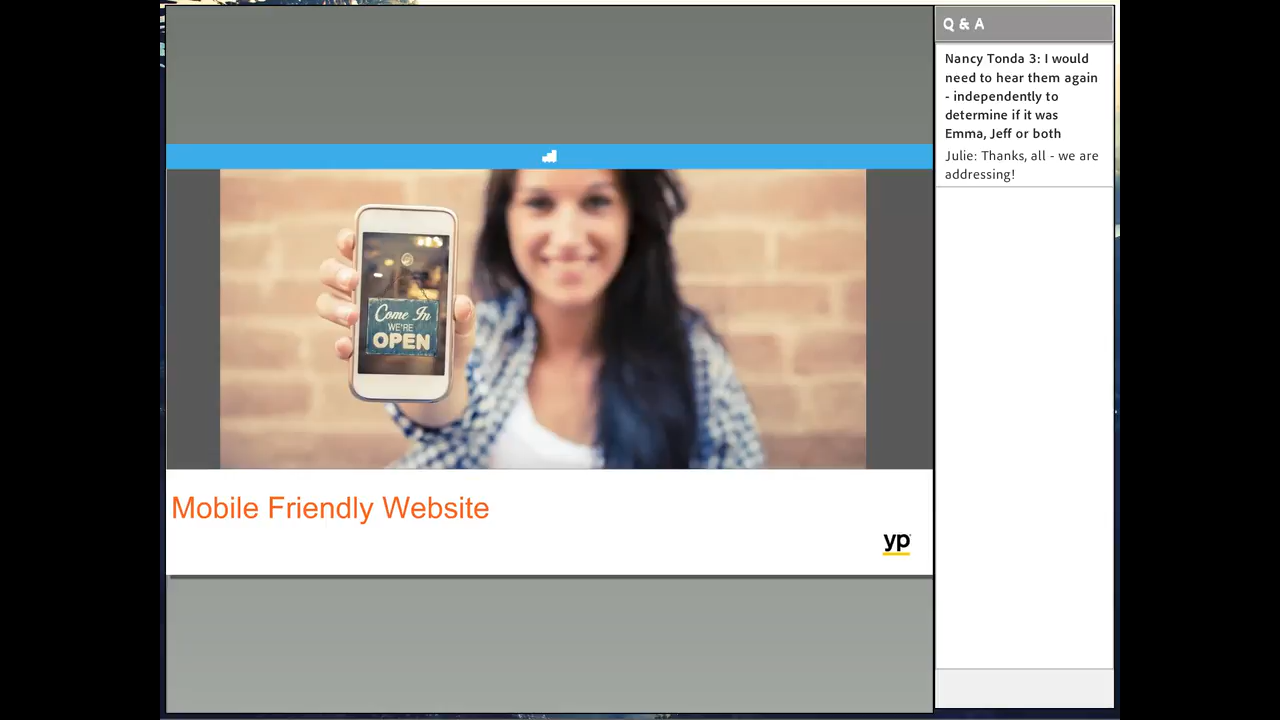 Q & A
Nancy Tonda 3: I would
need to hear them again
- independently to
determine if it was
Emma, Jeff or both
Julie: Thanks, all - we are
addressing!
Come In
WE'RE
OPEN
Mobile Friendly Website
yp